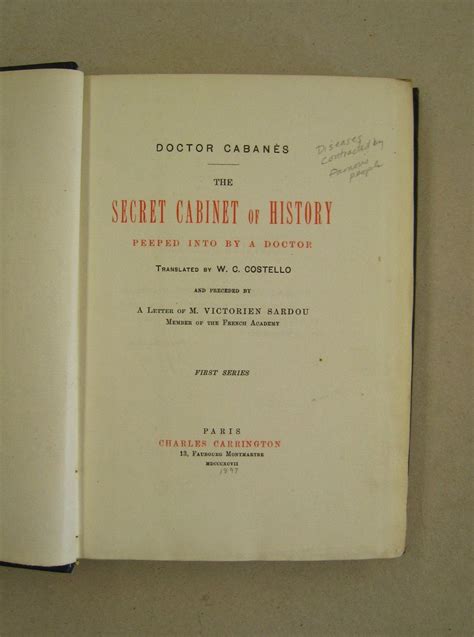 DOCTOR CABANÈS
Diseases
contracted by
famous
people
THE
SECRET CABINET OF HISTORY
PEEPED INTO BY A DOCTOR
TRANSLATED BY W. C. COSTELLO
AND PRECEDED BY
A LETTER OF M. VICTORIEN SARDOU
MEMBER OF THE FRENCH ACADEMY
FIRST SERIES
PARIS
CHARLES CARRINGTON
13, FAUBOURG MONTMARTRE
MDCCCXCVII
1897